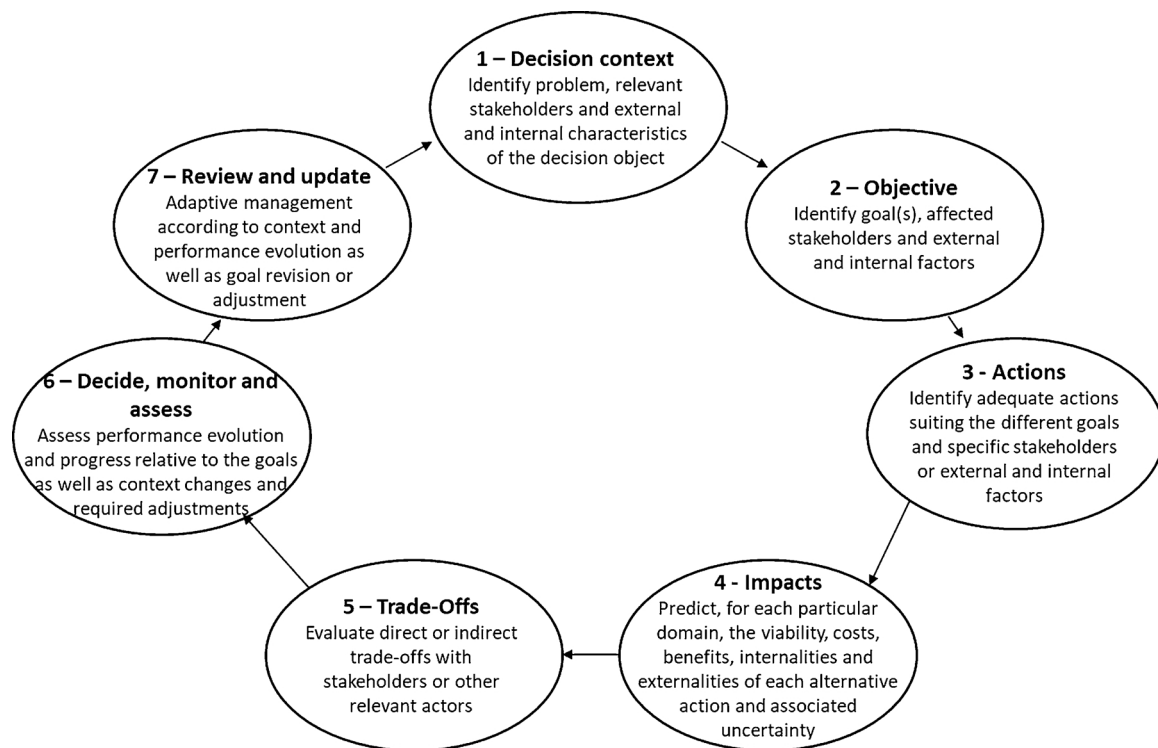 1 – Decision context
Identify problem, relevant
stakeholders and external
and internal characteristics
of the decision object
2 – Objective
Identify goal(s), affected
stakeholders and external
and internal factors
3 - Actions
Identify adequate actions
suiting the different goals
and specific stakeholders
or external and internal
factors
4 - Impacts
Predict, for each particular
domain, the viability, costs,
benefits, internalities and
externalities of each alternative
action and associated
uncertainty
5 – Trade-Offs
Evaluate direct or indirect
trade-offs with
stakeholders or other
relevant actors
6 – Decide, monitor and
assess
Assess performance evolution
and progress relative to the goals
as well as context changes and
required adjustments
7 – Review and update
Adaptive management
according to context and
performance evolution as
well as goal revision or
adjustment